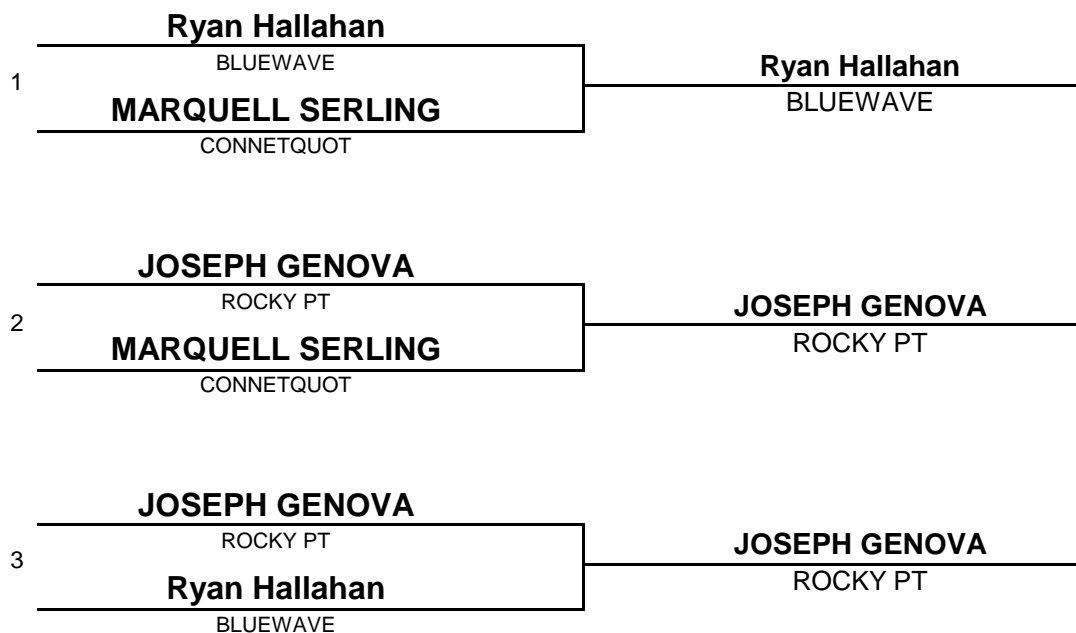 Ryan Hallahan
BLUEWAVE
1
MARQUELL SERLING
CONNETQUOT
Ryan Hallahan
BLUEWAVE
JOSEPH GENOVA
ROCKY PT
2
MARQUELL SERLING
CONNETQUOT
JOSEPH GENOVA
ROCKY PT
JOSEPH GENOVA
ROCKY PT
3
Ryan Hallahan
BLUEWAVE
JOSEPH GENOVA
ROCKY PT